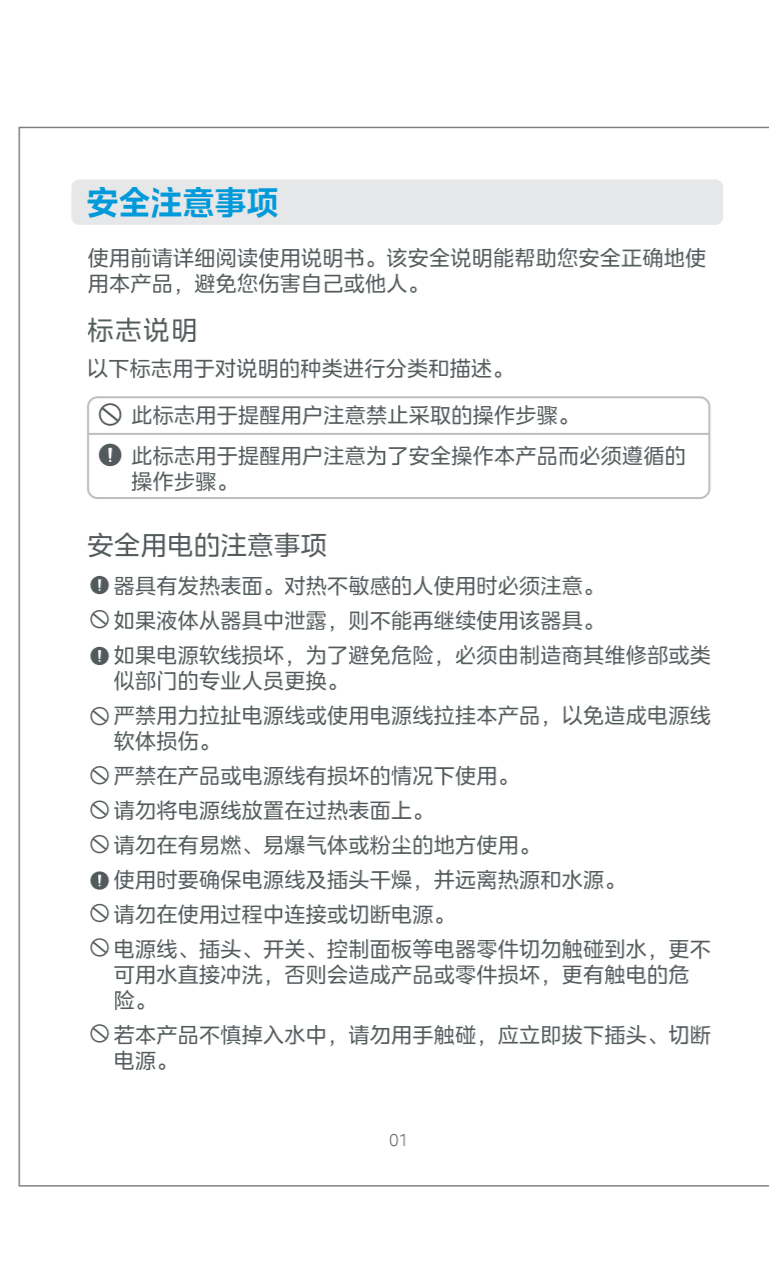 安全注意事项
使用前请详细阅读使用说明书。该安全说明能帮助您安全正确地使
用本产品，避免您伤害自己或他人。
标志说明
以下标志用于对说明的种类进行分类和描述。
此标志用于提醒用户注意禁止采取的操作步骤。
此标志用于提醒用户注意为了安全操作本产品而必须遵循的
操作步骤。
安全用电的注意事项
器具有发热表面。对热不敏感的人使用时必须注意。
如果液体从器具中泄露，则不能再继续使用该器具。
如果电源软线损坏，为了避免危险，必须由制造商其维修部或类
似部门的专业人员更换。
严禁用力拉扯电源线或使用电源线拉挂本产品，以免造成电源线
软体损伤。
严禁在产品或电源线有损坏的情况下使用。
请勿将电源线放置在过热表面上。
请勿在有易燃、易爆气体或粉尘的地方使用。
使用时要确保电源线及插头干燥，并远离热源和水源。
请勿在使用过程中连接或切断电源。
电源线、插头、开关、控制面板等电器零件切勿触碰到水，更不
可用水直接冲洗，否则会造成产品或零件损坏，更有触电的危
险。
若本产品不慎掉入水中，请勿用手触碰，应立即拔下插头、切断
电源。
01